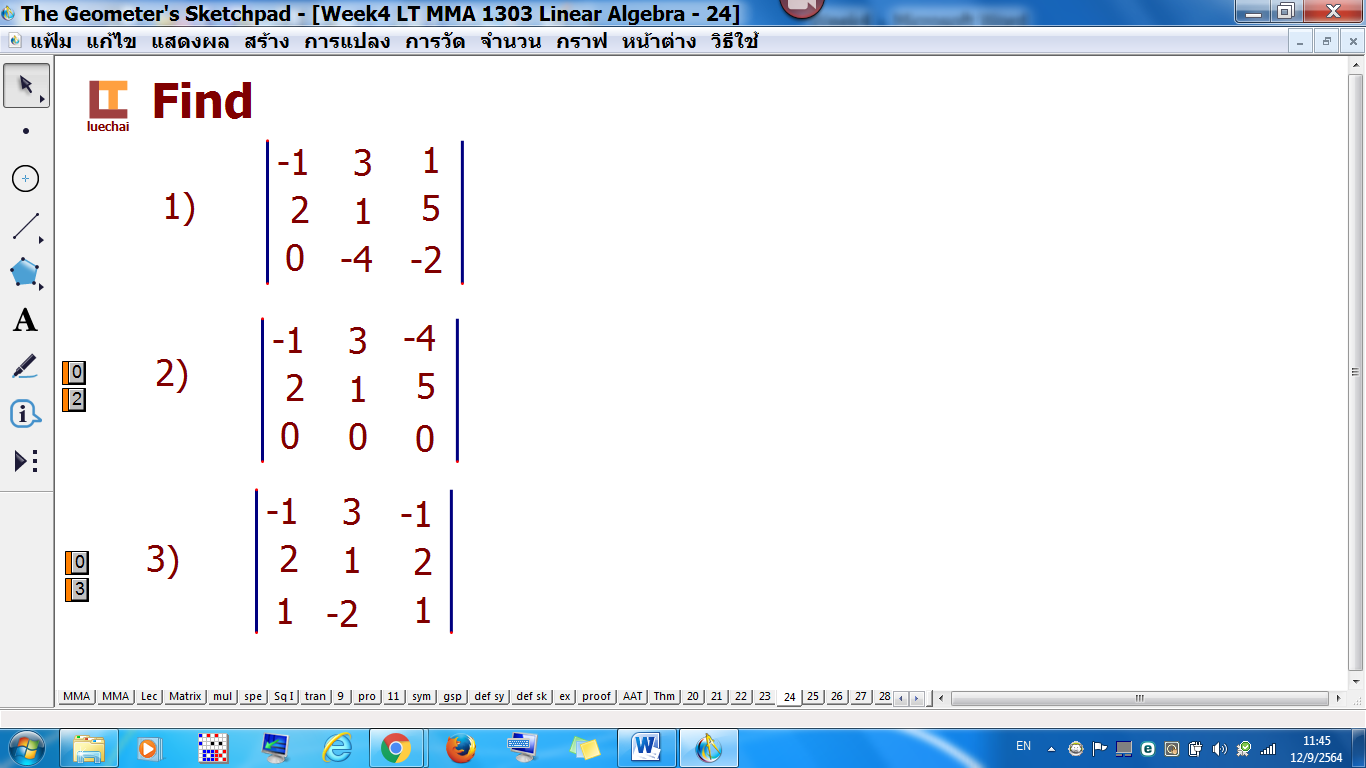 The Geometer's Sketchpad - [Week4 LT MMA 1303 Linear Algebra - 24]
แฟ้ม แก้ไข แสดงผล สร้าง การแปลง การวัด จำนวน กราฟ หน้าต่าง วิธีใช้
LT
luechai
Find
1)
-1 3 1
2 1 5
0 -4 -2
2)
-1 3 -4
2 1 5
0 0 0
3)
-1 3 -1
2 1 2
1 -2 1
A
0
2
0
3
MMA MMA Lec Matrix mul spe Sq I tran 9 pro 11 sym gsp def sy def sk ex proof AAT Thm 20 21 22 23 24 25 26 27 28
EN
11:45
12/9/2564